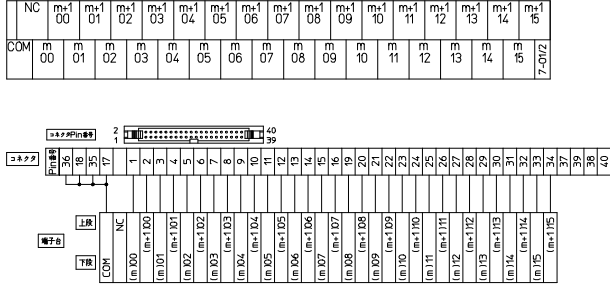 NC m+1 00 m+1 01 m+1 02 m+1 03 m+1 04 m+1 05 m+1 06 m+1 07 m+1 08 m+1 09 m+1 10 m+1 11 m+1 12 m+1 13 m+1 14 m+1 15
COM m 00 m 01 m 02 m 03 m 04 m 05 m 06 m 07 m 08 m 09 m 10 m 11 m 12 m 13 m 14 m 15 7-01/2
コネクタPin番号 2 40
1 39
コネクタ Pin番号 36 18 35 17 1 2 3 4 5 6 7 8 9 10 11 12 13 14 15 16 19 20 21 22 23 24 25 26 27 28 29 30 31 32 33 34 37 39 38 40
上段 NC (m+1)00 (m+1)01 (m+1)02 (m+1)03 (m+1)04 (m+1)05 (m+1)06 (m+1)07 (m+1)08 (m+1)09 (m+1)10 (m+1)11 (m+1)12 (m+1)13 (m+1)14 (m+1)15
端子台
下段 COM (m)00 (m)01 (m)02 (m)03 (m)04 (m)05 (m)06 (m)07 (m)08 (m)09 (m)10 (m)11 (m)12 (m)13 (m)14 (m)15